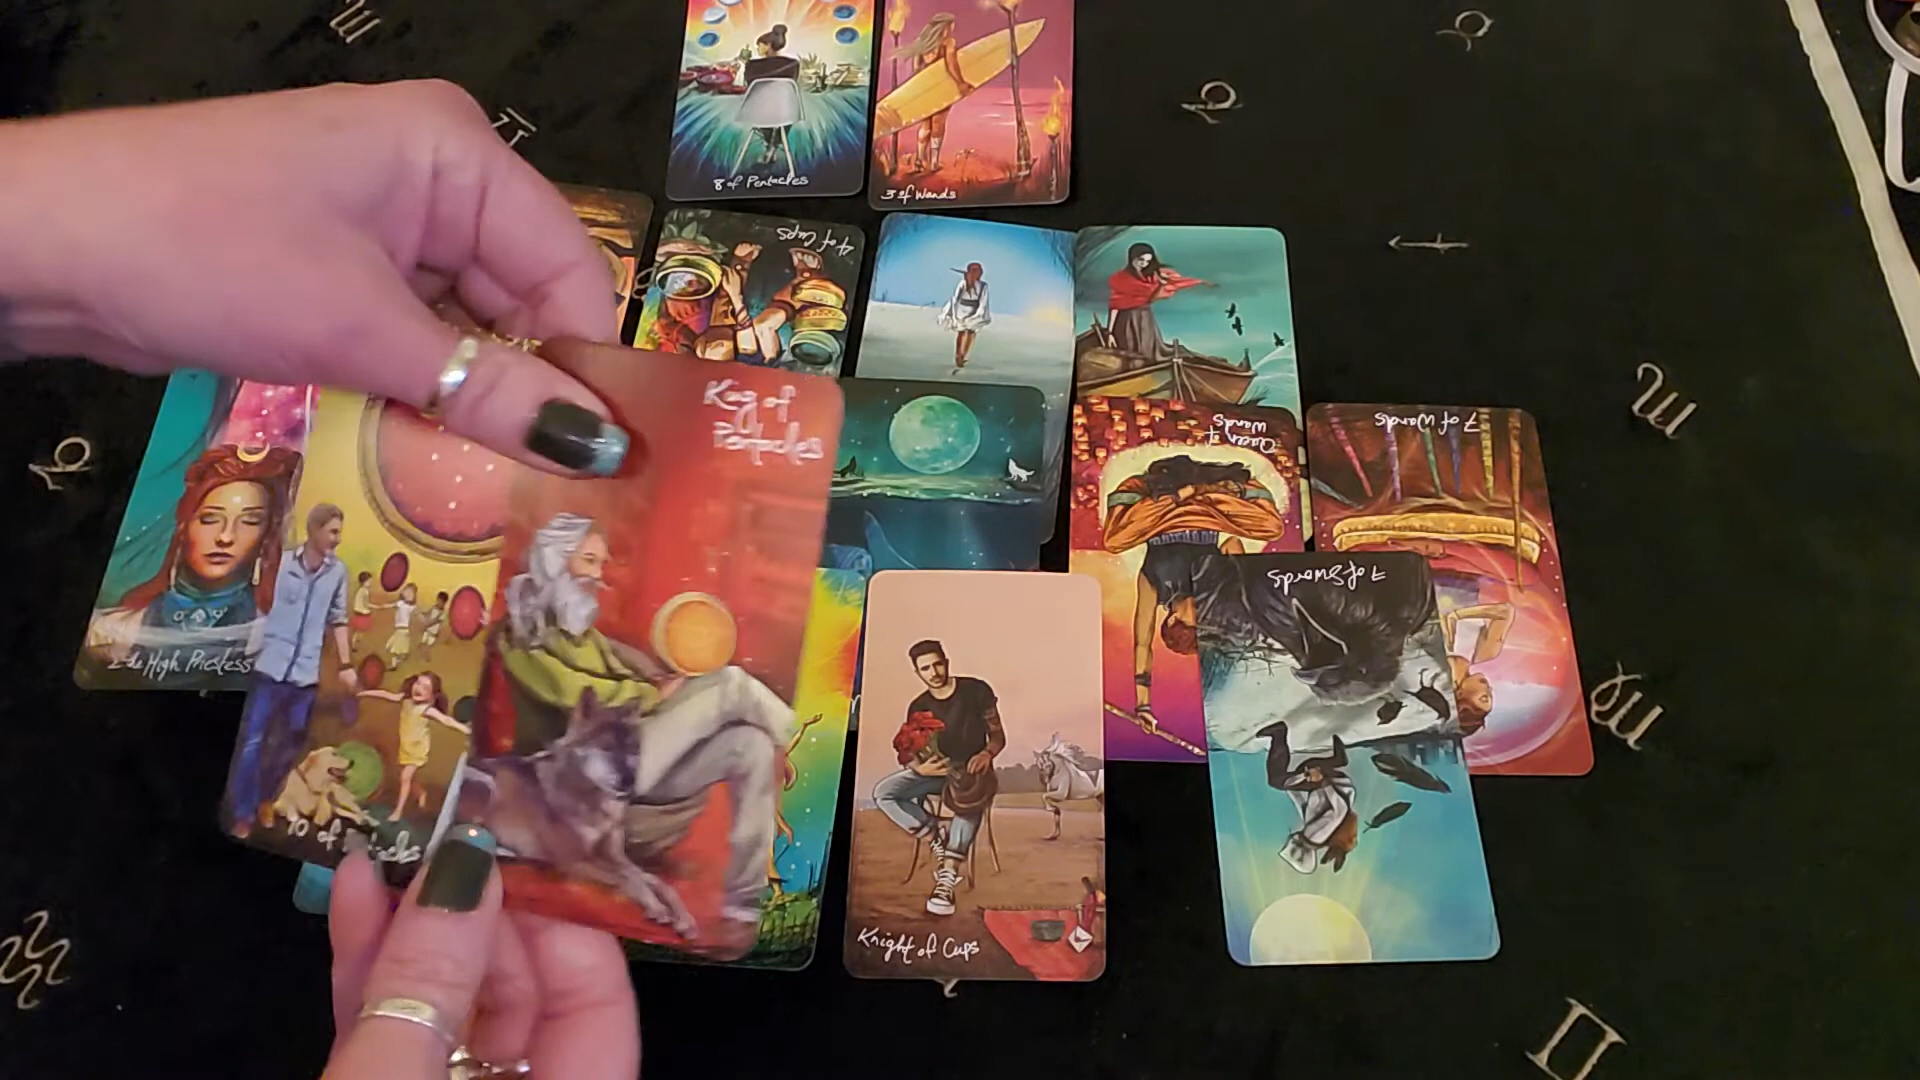 8 of Pentacles
3 of Wands
4 of Cups
King of
Pentacles
Queen of
Wands
7 of Wands
7 of Swords
2 the High Priestess
10 of
Knight of Cups